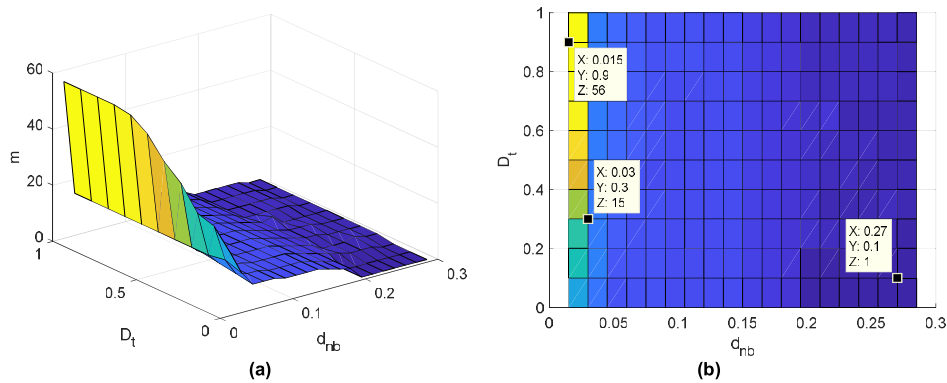 60
40
20
0
m
1
0.5
0
D_t
0
0.1
0.2
0.3
d_nb
(a)
1
0.8
0.6
0.4
0.2
0
D_t
X: 0.015
Y: 0.9
Z: 56
X: 0.03
Y: 0.3
Z: 15
X: 0.27
Y: 0.1
Z: 1
0
0.05
0.1
0.15
0.2
0.25
0.3
d_nb
(b)